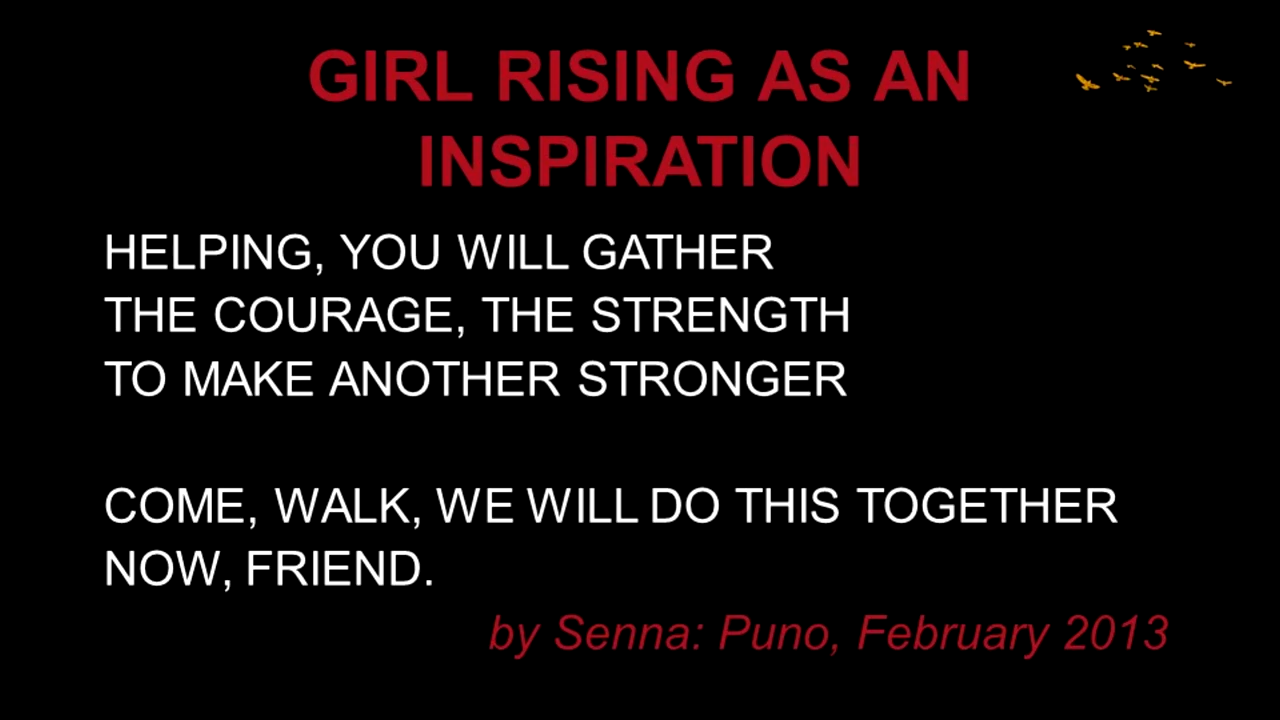 GIRL RISING AS AN
INSPIRATION
HELPING, YOU WILL GATHER
THE COURAGE, THE STRENGTH
TO MAKE ANOTHER STRONGER
COME, WALK, WE WILL DO THIS TOGETHER
NOW, FRIEND.
by Senna: Puno, February 2013